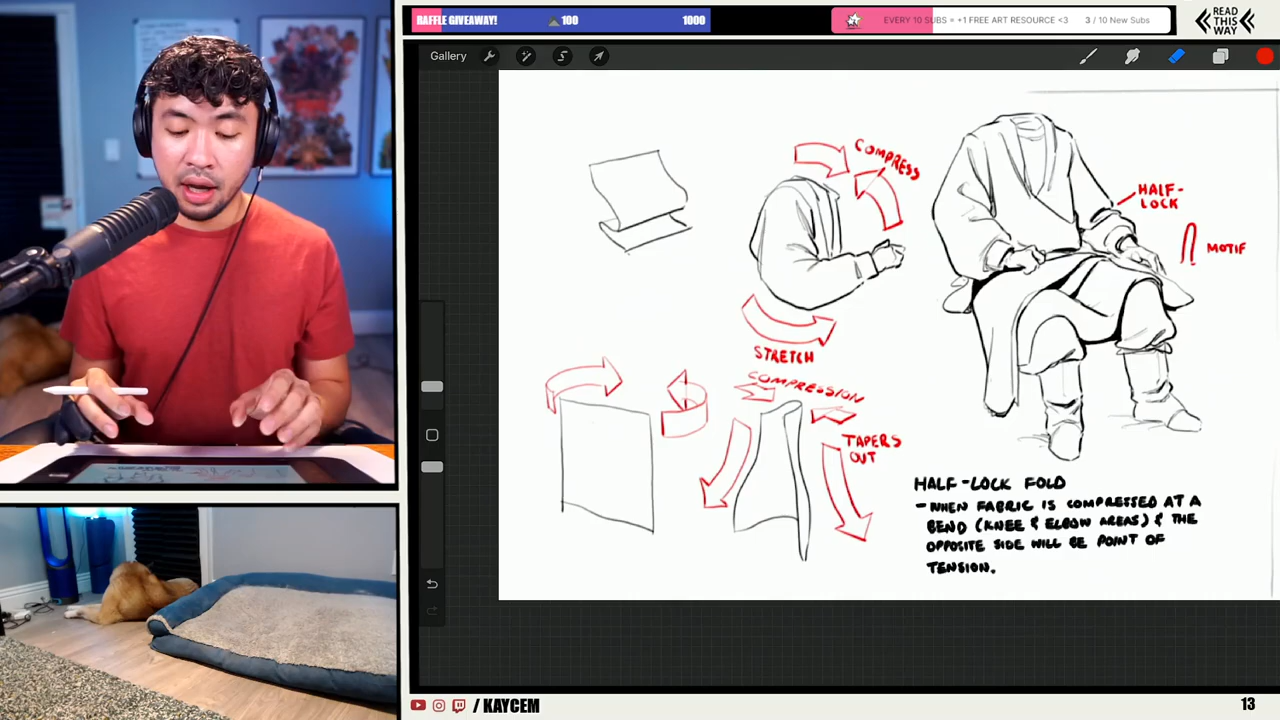 RAFFLE GIVEAWAY!
100
1000
EVERY 10 SUBS = +1 FREE ART RESOURCE <3
3 / 10 New Subs
READ
THIS
WAY
Gallery
COMPRESS
HALF-
LOCK
MOTIF
STRETCH
COMPRESSION
TAPERS
OUT
HALF-LOCK FOLD
- WHEN FABRIC IS COMPRESSED AT A
BEND (KNEE & ELBOW AREAS) & THE
OPPOSITE SIDE WILL BE POINT OF
TENSION.
/ KAYCEM
13